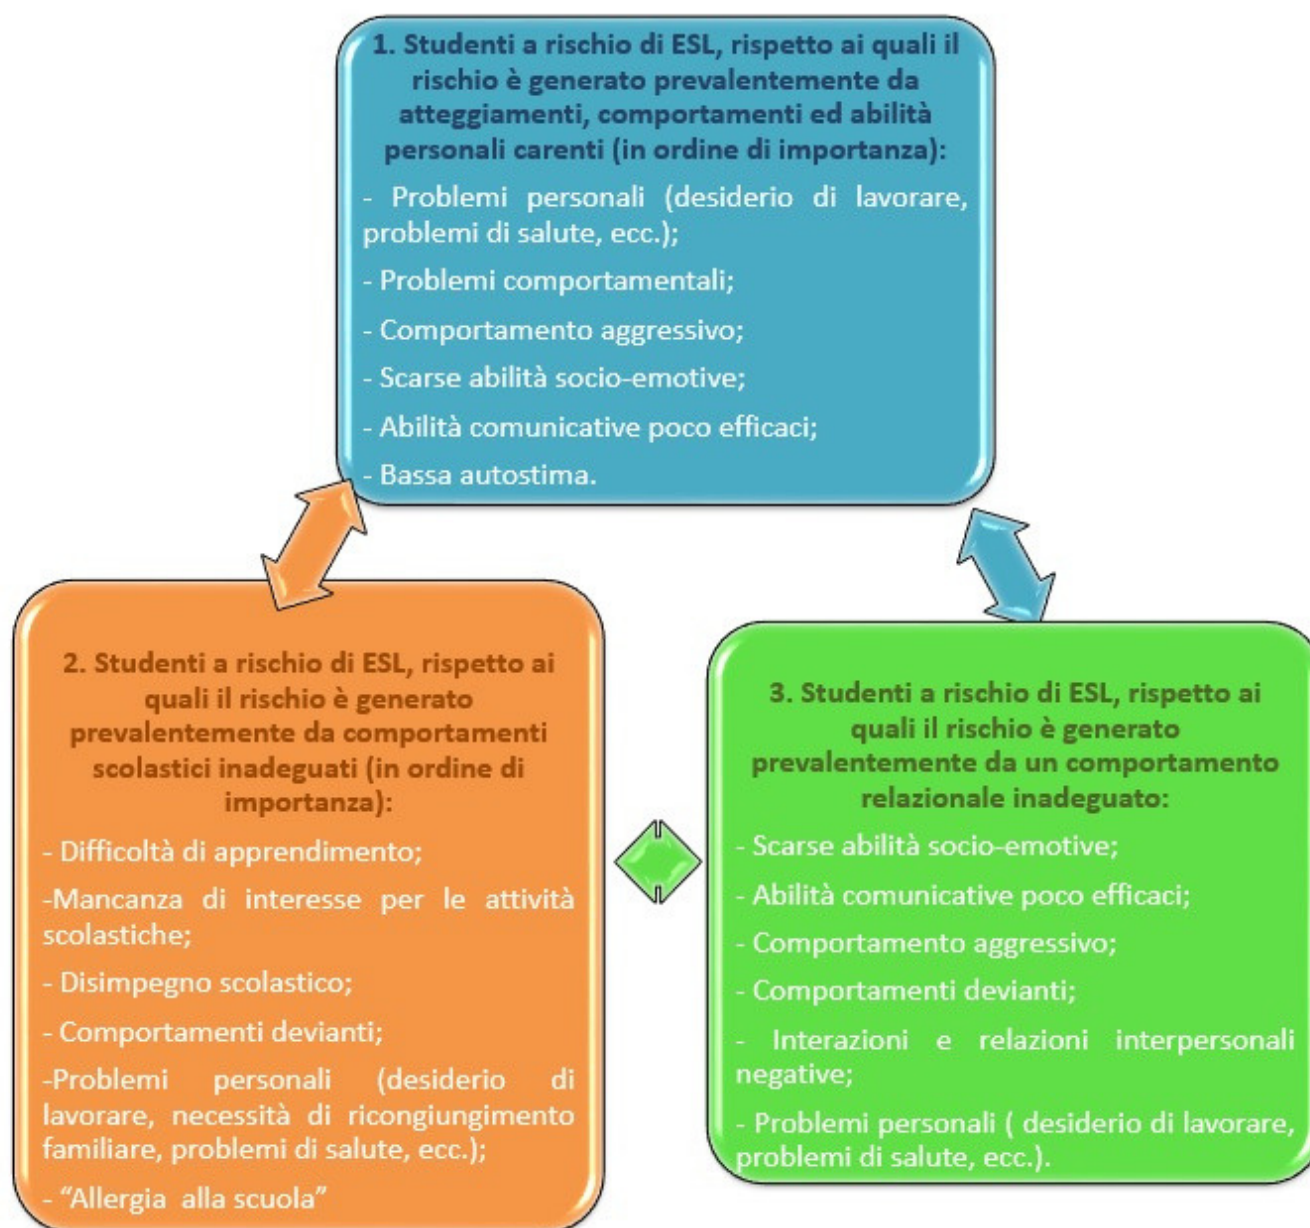 1. Studenti a rischio di ESL, rispetto ai quali il
rischio è generato prevalentemente da
atteggiamenti, comportamenti ed abilità
personali carenti (in ordine di importanza):
- Problemi personali (desiderio di lavorare,
problemi di salute, ecc.);
- Problemi comportamentali;
- Comportamento aggressivo;
- Scarse abilità socio-emotive;
- Abilità comunicative poco efficaci;
- Bassa autostima.
2. Studenti a rischio di ESL, rispetto ai
quali il rischio è generato
prevalentemente da comportamenti
scolastici inadeguati (in ordine di
importanza):
- Difficoltà di apprendimento;
-Mancanza di interesse per le attività
scolastiche;
- Disimpegno scolastico;
- Comportamenti devianti;
-Problemi personali (desiderio di
lavorare, necessità di ricongiungimento
familiare, problemi di salute, ecc.);
- “Allergia alla scuola”
3. Studenti a rischio di ESL, rispetto ai
quali il rischio è generato
prevalentemente da un comportamento
relazionale inadeguato:
- Scarse abilità socio-emotive;
- Abilità comunicative poco efficaci;
- Comportamento aggressivo;
- Comportamenti devianti;
- Interazioni e relazioni interpersonali
negative;
- Problemi personali ( desiderio di lavorare,
problemi di salute, ecc.).